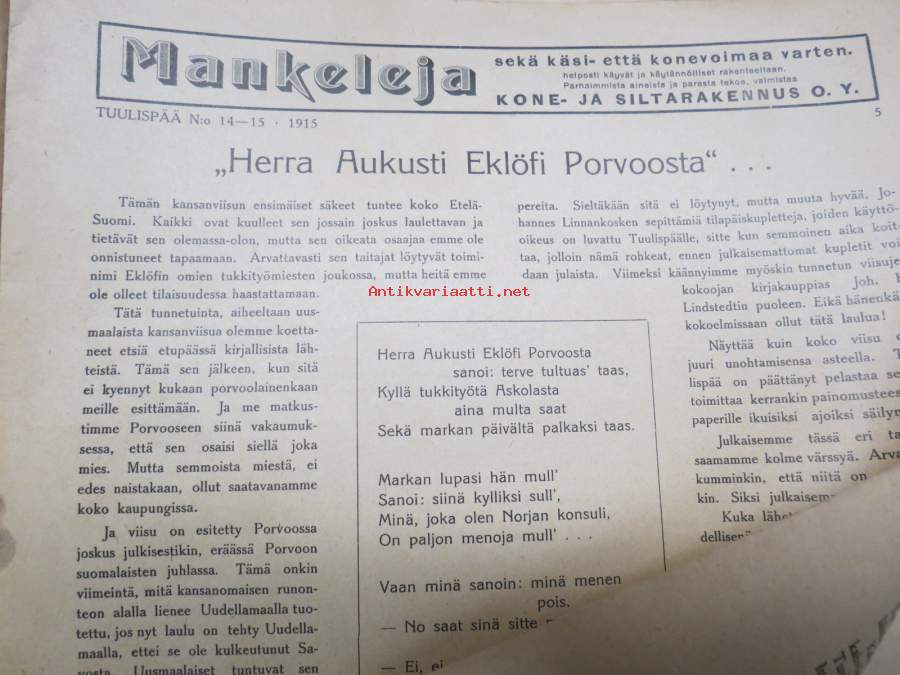 Mankeleja
sekä käsi- että konevoimaa varten.
helposti käyvät ja käytännölliset rakenteeltaan.
Parhaimmista aineista ja parasta tekoa, valmistaa
KONE- JA SILTARAKENNUS O. Y.
TUULISPÄÄ N:o 14—15 · 1915
5
„Herra Aukusti Eklöfi Porvoosta“ . . .
Tämän kansanviisun ensimäiset säkeet tuntee koko Etelä-
Suomi. Kaikki ovat kuulleet sen jossain joskus laulettavan ja
tietävät sen olemassa-olon, mutta sen oikeata osaajaa emme ole
onnistuneet tapaamaan. Arvattavasti sen taitajat löytyvät toimi-
nimi Eklöfin omien tukkityömiesten joukossa, mutta heitä emme
ole olleet tilaisuudessa haastattamaan.
Tätä tunnetuinta, aiheeltaan uus-
maalaista kansanviisua olemme koetta-
neet etsiä etupäässä kirjallisista läh-
teistä. Tämä sen jälkeen, kun sitä
ei kyennyt kukaan porvoolainenkaan
meille esittämään. Ja me matkus-
timme Porvooseen siinä vakaumuk-
sessa, että sen osaisi siellä joka
mies. Mutta semmoista miestä, ei
edes naistakaan, ollut saatavanamme
koko kaupungissa.
Ja viisu on esitetty Porvoossa
joskus julkisestikin, eräässä Porvoon
suomalaisten juhlassa. Tämä onkin
viimeintä, mitä kansanomaisen runon-
teon alalla lienee Uudellamaalla tuo-
tettu, jos nyt laulu on tehty Uudella-
maalla, ettei se ole kulkeutunut Sa-
vosta. Uusmaalaiset tuntuvat sen
Herra Aukusti Eklöfi Porvoosta
sanoi: terve tultuas' taas,
Kyllä tukkityötä Askolasta
aina multa saat
Sekä markan päivältä palkaksi taas.
Markan lupasi hän mull'
Sanoi: siinä kylliksi sull',
Minä, joka olen Norjan konsuli,
On paljon menoja mull' . . .
Vaan minä sanoin: minä menen
pois.
— No saat sinä sitte
— Ei, ei
pereita. Sieltäkään sitä ei löytynyt, mutta muuta hyvää, Jo-
hannes Linnankosken sepittämiä tilapäiskupletteja, joiden käyttö-
oikeus on luvattu Tuulispäälle, sitte kun semmoinen aika koit-
taa, jolloin nämä rohkeat, ennen julkaisemattomat kupletit voi
daan julaista. Viimeksi käännyimme myöskin tunnetun viisuje
kokoojan kirjakauppias Joh.
Lindstedtin puoleen. Eikä hänenkä
kokoelmissaan ollut tätä laulua!
Näyttää kuin koko viisu
juuri unohtamisensa asteella.
lispää on päättänyt pelastaa se
toimittaa kerrankin painomustees
paperille ikuisiksi ajoiksi säilyn
Julkaisemme tässä eri ta
saamamme kolme värssyä. Arva
kumminkin, että niitä on
kin. Siksi julkaisem
Kuka lähe
dellisen
Antikvariaatti.net